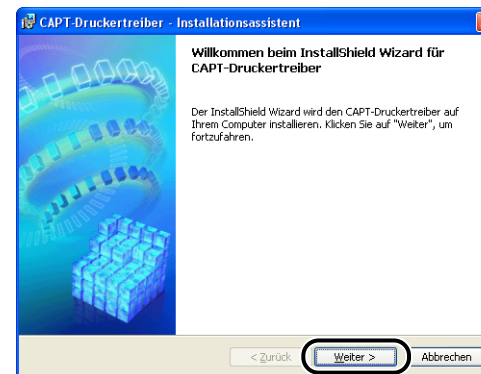 CAPT-Druckertreiber - Installationsassistent
Willkommen beim InstallShield Wizard für
CAPT-Druckertreiber
Der InstallShield Wizard wird den CAPT-Druckertreiber auf
Ihrem Computer installieren. Klicken Sie auf "Weiter", um
fortzufahren.
< Zurück
Weiter >
Abbrechen